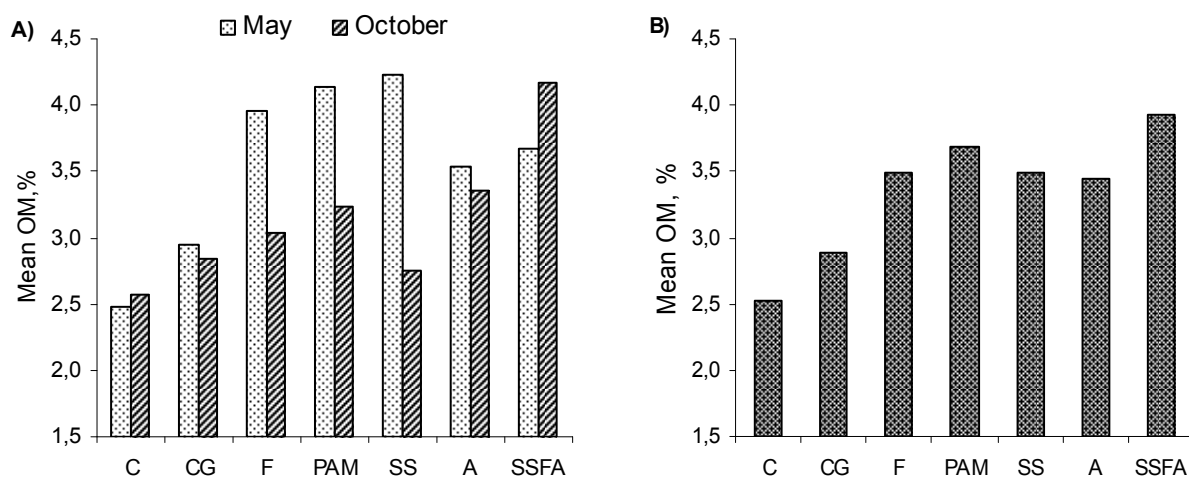 A)
May October
Mean OM,%
4,5
4,0
3,5
3,0
2,5
2,0
1,5
C CG F PAM SS A SSFA
B)
Mean OM, %
4,5
4,0
3,5
3,0
2,5
2,0
1,5
C CG F PAM SS A SSFA